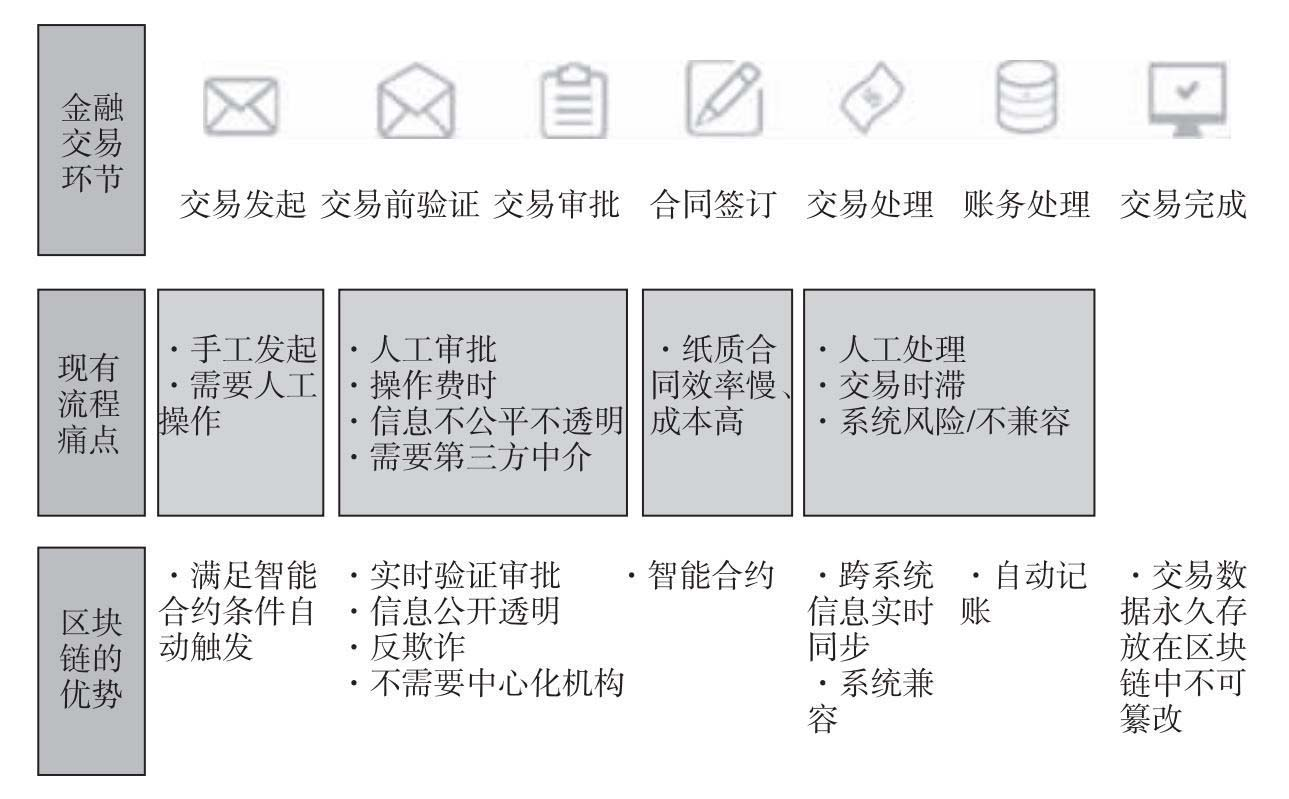 金融
交易
环节
交易发起 交易前验证 交易审批 合同签订 交易处理 账务处理 交易完成
现有
流程
痛点
·手工发起
·需要人工
操作
·人工审批
·操作费时
·信息不公平不透明
·需要第三方中介
·纸质合
同效率慢、
成本高
·人工处理
·交易时滞
·系统风险/不兼容
区块
链的
优势
·满足智能
合约条件自
动触发
·实时验证审批
·信息公开透明
·反欺诈
·不需要中心化机构
·智能合约
·跨系统
信息实时
同步
·系统兼
容
·自动记
账
·交易数
据永久存
放在区块
链中不可
篡改